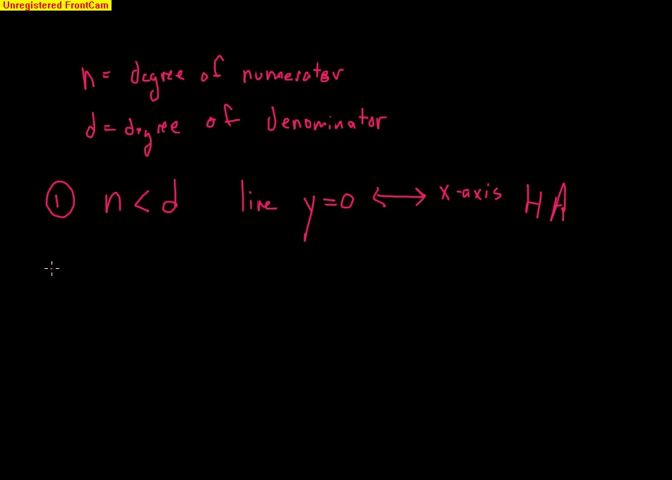 Unregistered FrontCam
n = degree of numerator
d = degree of Denominator
① n < d line y = 0 ⟷ x-axis HA